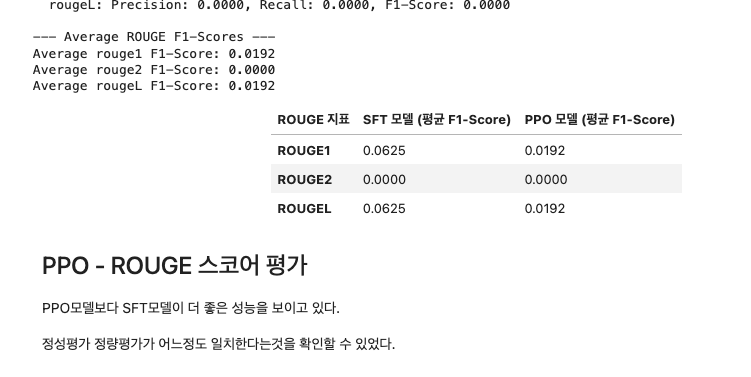 rougeL: Precision: 0.0000, Recall: 0.0000, F1-Score: 0.0000
--- Average ROUGE F1-Scores ---
Average rouge1 F1-Score: 0.0192
Average rouge2 F1-Score: 0.0000
Average rougeL F1-Score: 0.0192
ROUGE 지표 SFT 모델 (평균 F1-Score) PPO 모델 (평균 F1-Score)
ROUGE1 0.0625 0.0192
ROUGE2 0.0000 0.0000
ROUGEL 0.0625 0.0192
PPO - ROUGE 스코어 평가
PPO모델보다 SFT모델이 더 좋은 성능을 보이고 있다.
정성평가 정량평가가 어느정도 일치한다는것을 확인할 수 있었다.